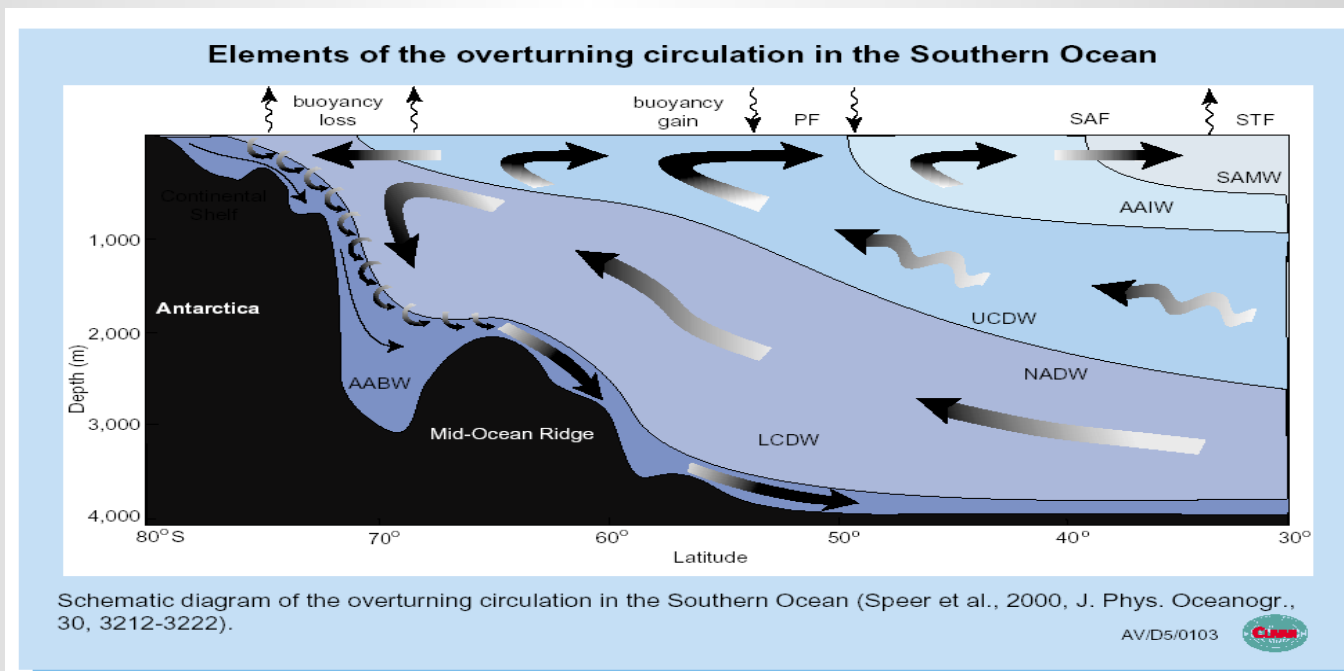 Elements of the overturning circulation in the Southern Ocean
buoyancy loss
buoyancy gain
PF
SAF
STF
SAMW
Continental Shelf
AAIW
1,000
Antarctica
UCDW
2,000
NADW
AABW
Depth (m)
3,000
Mid-Ocean Ridge
LCDW
4,000
80°S
70°
60°
50°
40°
30°
Latitude
Schematic diagram of the overturning circulation in the Southern Ocean (Speer et al., 2000, J. Phys. Oceanogr.,
30, 3212-3222).
AV/D5/0103
CLIVAR